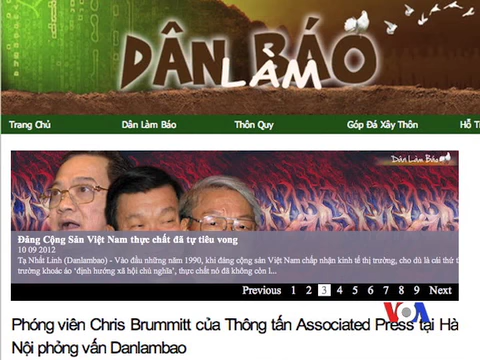 DÂN BÁO
LÀM
Trang Chủ Dân Làm Báo Thôn Quy Góp Đá Xây Thôn Hỗ Tr
Dân Làm Báo
Đảng Cộng Sản Việt Nam thực chất đã tự tiêu vong
10 09 2012
Tạ Nhất Linh (Danlambao) - Vào đầu những năm 1990, khi đảng cộng sản Việt Nam chấp nhận kinh tế thị trường, cho dù là cái thứ t
trường khoác áo ‘định hướng xã hội chủ nghĩa’, thực chất nó đã không còn l...
Previous 1 2 3 4 5 6 7 8 9 Next
VOA
Phóng viên Chris Brummitt của Thông tấn Associated Press tại Hà
Nội phỏng vấn Danlambao